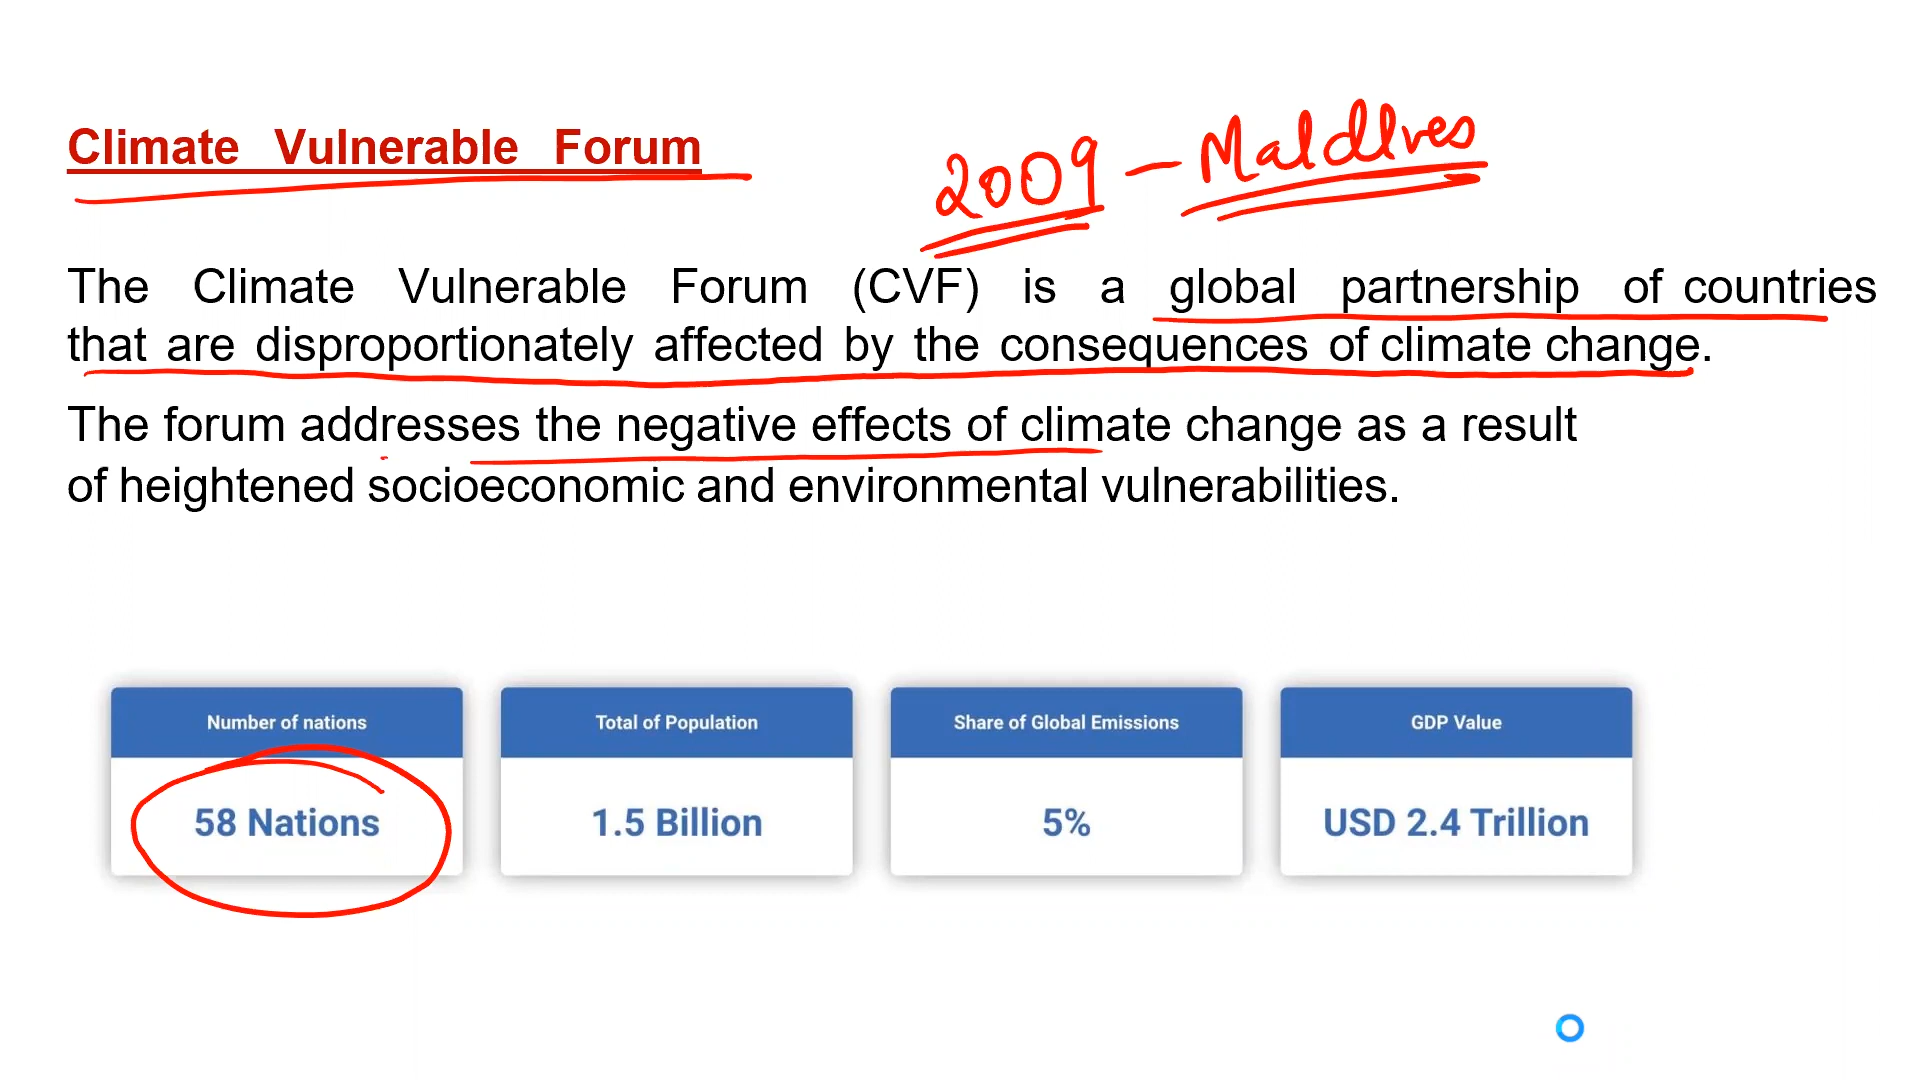 Climate Vulnerable Forum
2009 - Maldives
The Climate Vulnerable Forum (CVF) is a global partnership of countries
that are disproportionately affected by the consequences of climate change.
The forum addresses the negative effects of climate change as a result
of heightened socioeconomic and environmental vulnerabilities.
Number of nations
58 Nations
Total of Population
1.5 Billion
Share of Global Emissions
5%
GDP Value
USD 2.4 Trillion